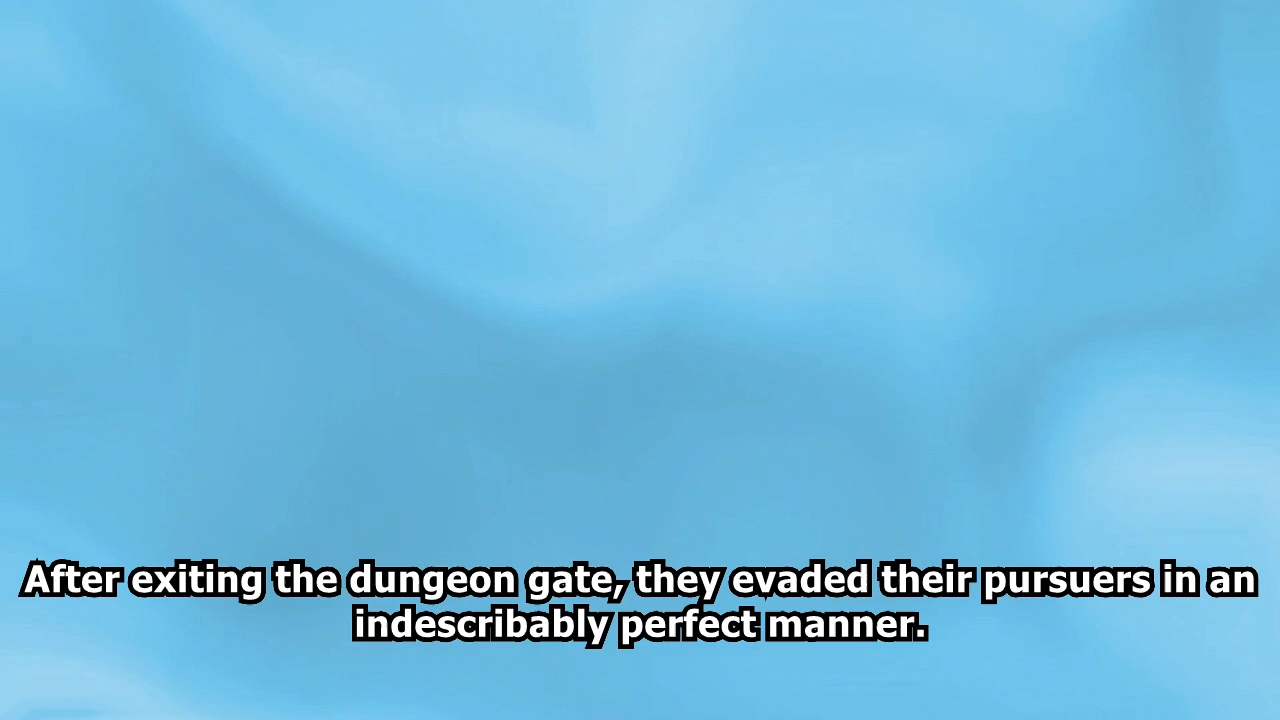 After exiting the dungeon gate, they evaded their pursuers in an
indescribably perfect manner.